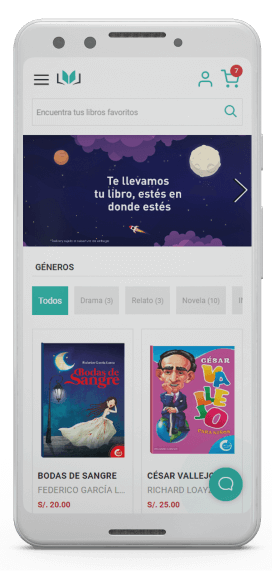 7
Encuentra tus libros favoritos
Te llevamos
tu libro, estés en
donde estés
GÉNEROS
Todos
Drama (3)
Relato (3)
Novela (10)
Federico García Lorca
Bodas de
Sangre
CÉSAR
VALLEJO
BODAS DE SANGRE
FEDERICO GARCÍA L...
S/. 20.00
CÉSAR VALLEJO
RICHARD LOAY
S/. 25.00